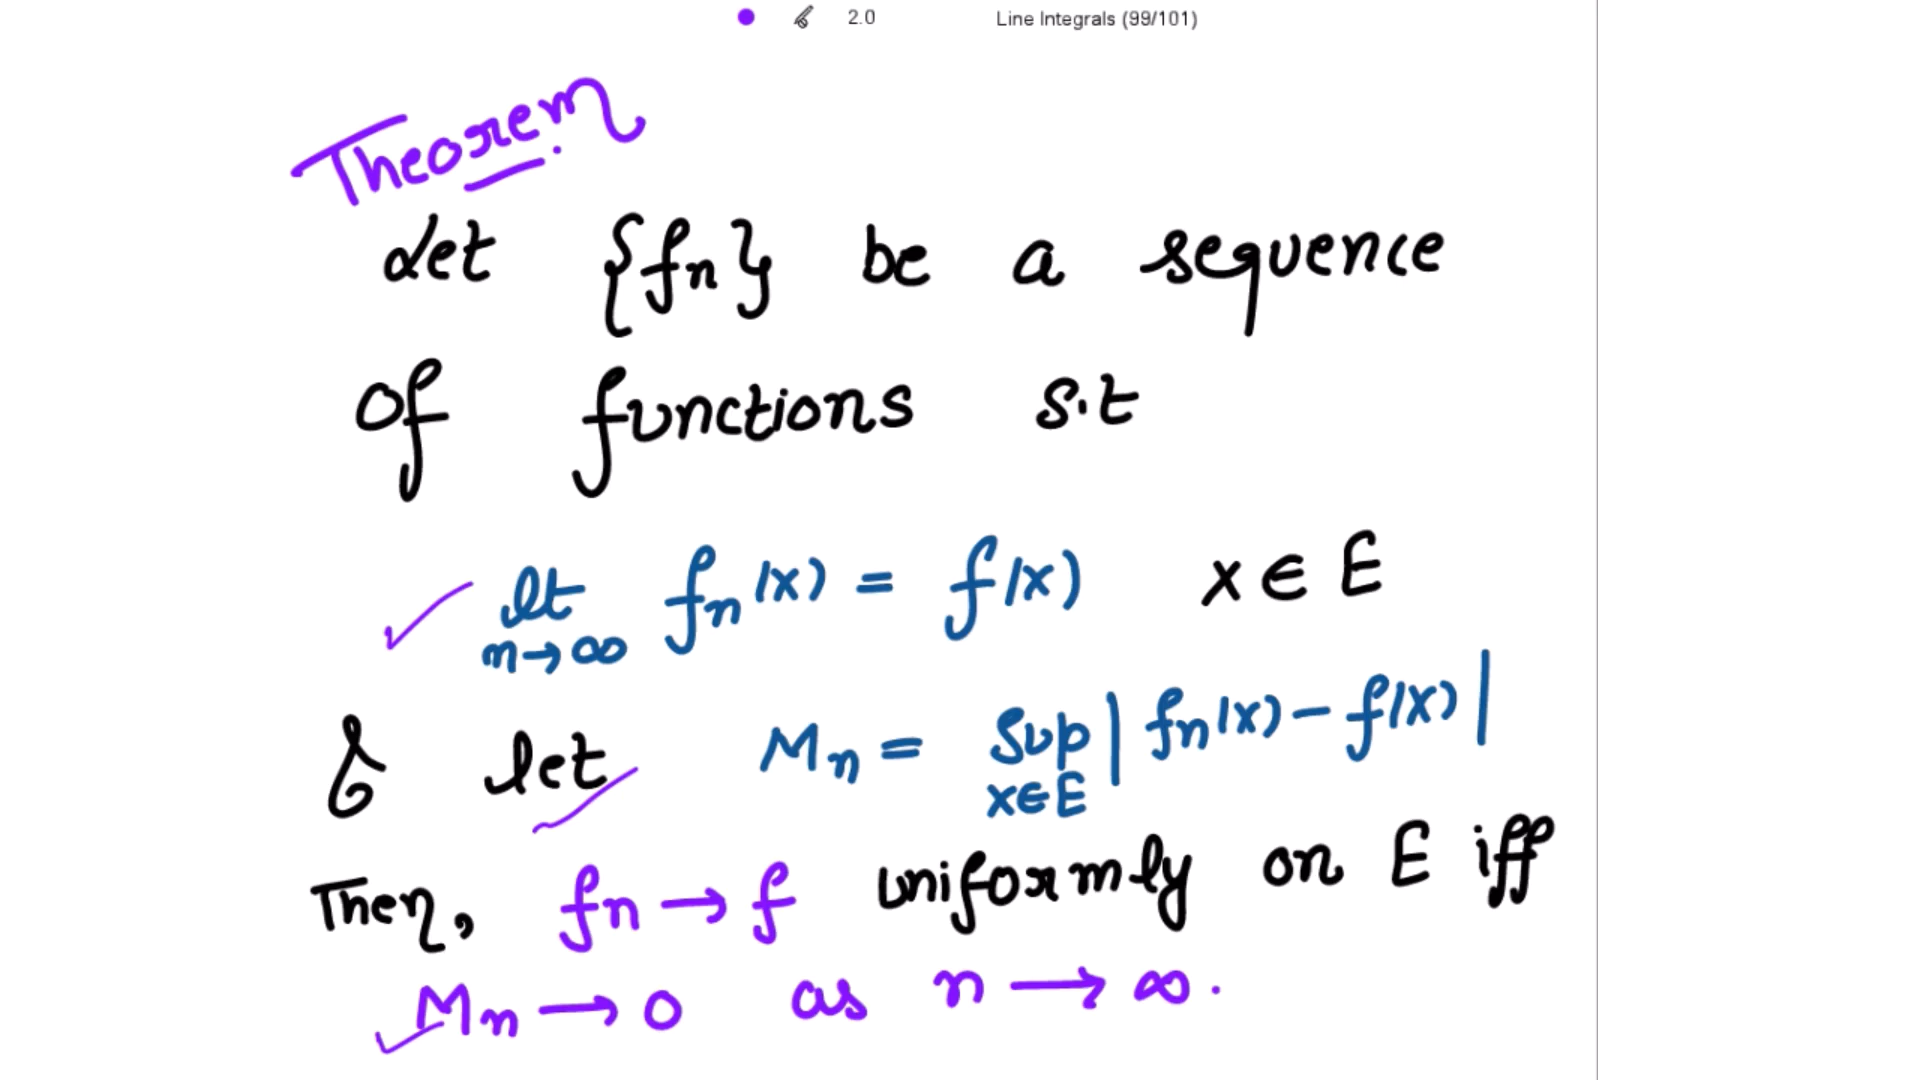 2.0 Line Integrals (99/101)
Theorem
Let {fn} be a sequence
of functions s.t
lt fn(x) = f(x) x ∈ E
n→∞
& let Mn = Sup | fn(x) - f(x) |
x∈E
Then, fn → f uniformly on E iff
Mn → 0 as n → ∞.